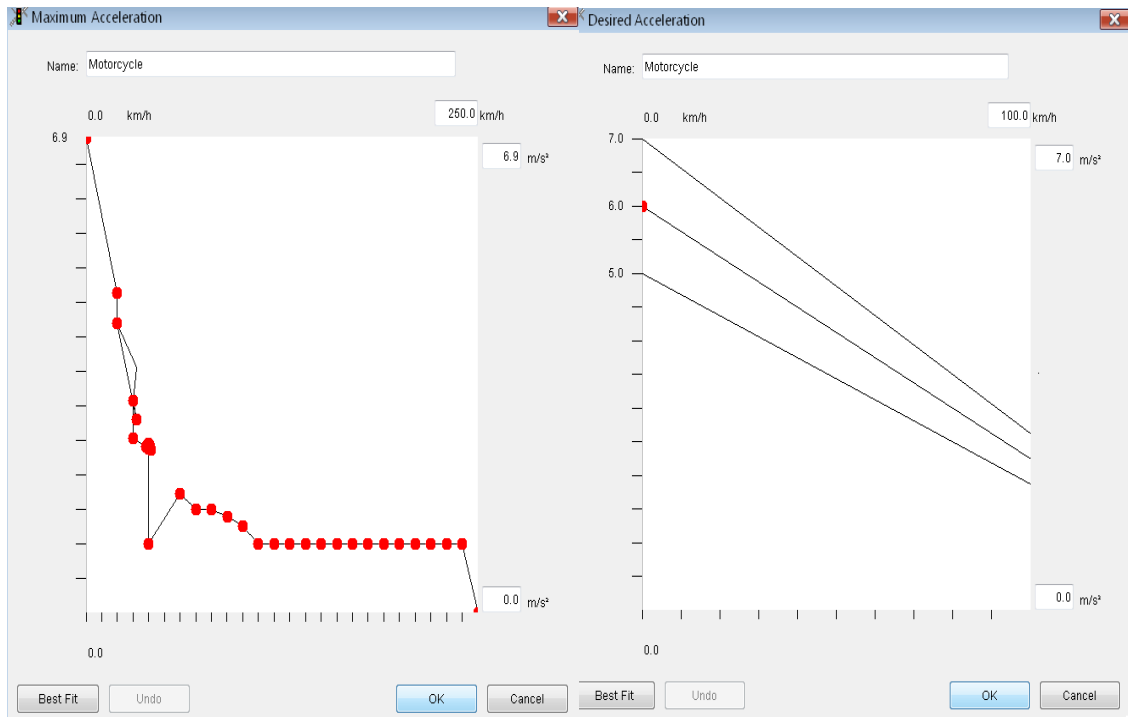 Maximum Acceleration
Name: Motorcycle
0.0 km/h 250.0 km/h
6.9
6.9 m/s²
0.0 m/s²
0.0
Best Fit Undo OK Cancel
Desired Acceleration
Name: Motorcycle
0.0 km/h 100.0 km/h
7.0
7.0 m/s²
6.0
5.0
0.0 m/s²
0.0
Best Fit Undo OK Cancel